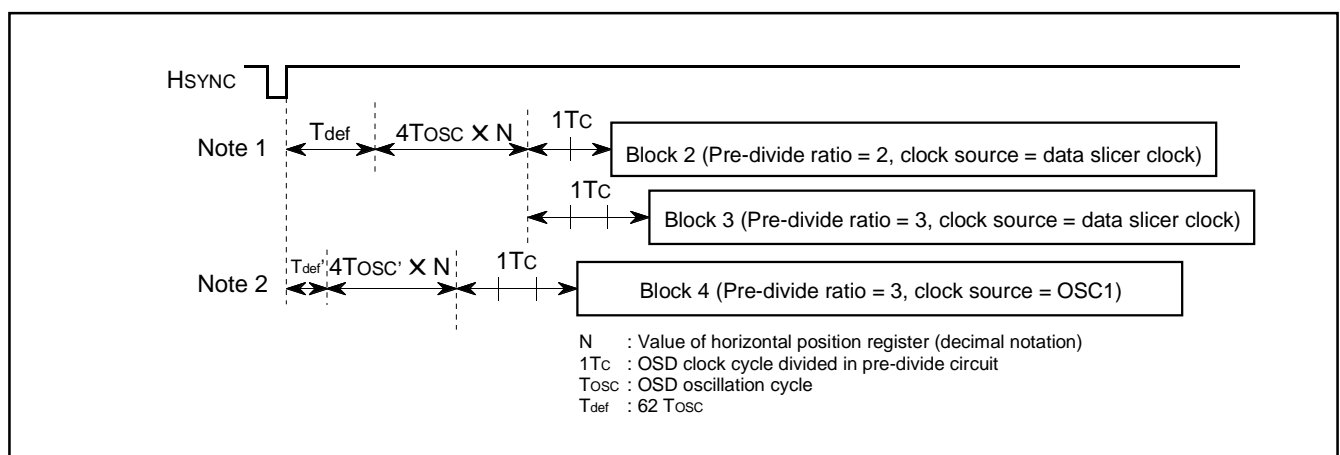 HSYNC
Tdef 4TOSC X N 1TC
Note 1 Block 2 (Pre-divide ratio = 2, clock source = data slicer clock)
1TC
Block 3 (Pre-divide ratio = 3, clock source = data slicer clock)
Tdef' 4TOSC' X N 1TC
Note 2 Block 4 (Pre-divide ratio = 3, clock source = OSC1)
N : Value of horizontal position register (decimal notation)
1TC : OSD clock cycle divided in pre-divide circuit
TOSC : OSD oscillation cycle
Tdef : 62 TOSC